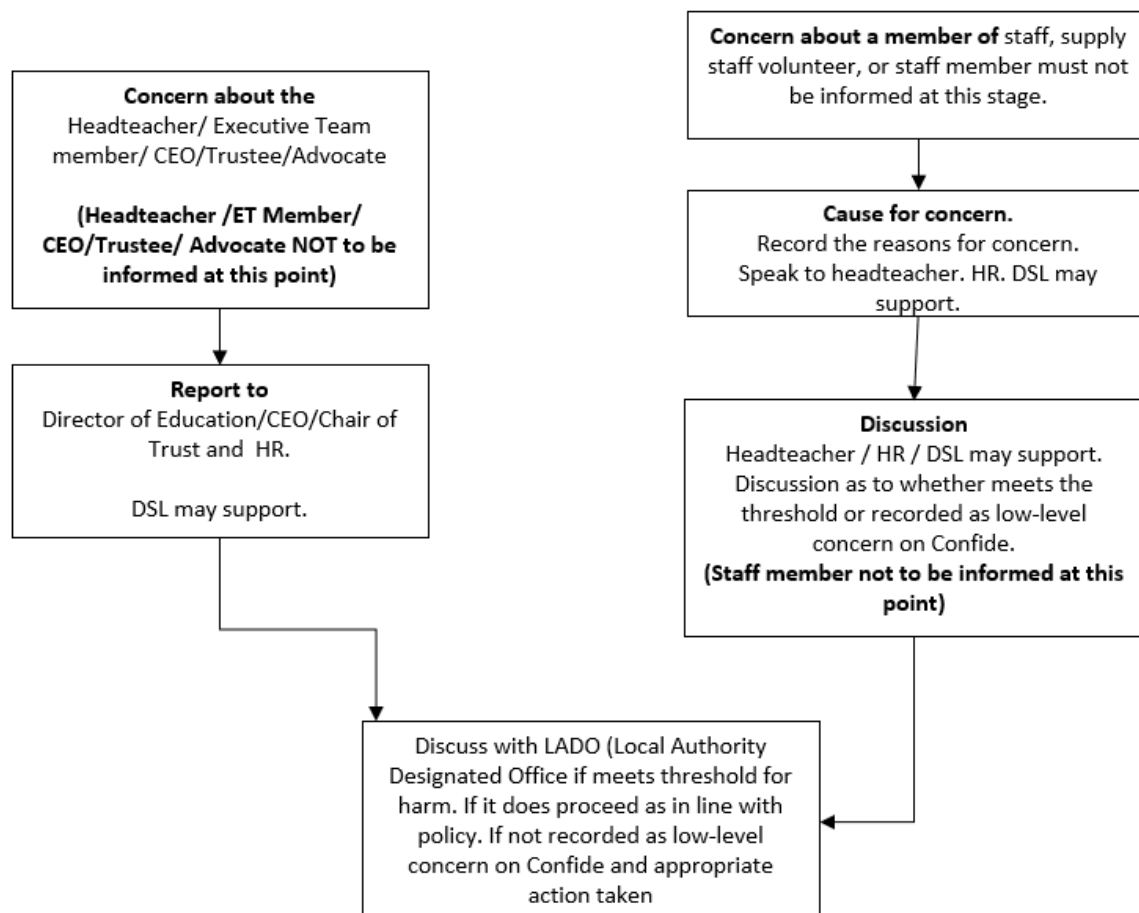 Concern about the
Headteacher/ Executive Team
member/ CEO/Trustee/Advocate
(Headteacher /ET Member/
CEO/Trustee/ Advocate NOT to be
informed at this point)
Report to
Director of Education/CEO/Chair of
Trust and HR.
DSL may support.
Concern about a member of staff, supply
staff volunteer, or staff member must not
be informed at this stage.
Cause for concern.
Record the reasons for concern.
Speak to headteacher. HR. DSL may
support.
Discussion
Headteacher / HR / DSL may support.
Discussion as to whether meets the
threshold or recorded as low-level
concern on Confide.
(Staff member not to be informed at this
point)
Discuss with LADO (Local Authority
Designated Office if meets threshold for
harm. If it does proceed as in line with
policy. If not recorded as low-level
concern on Confide and appropriate
action taken